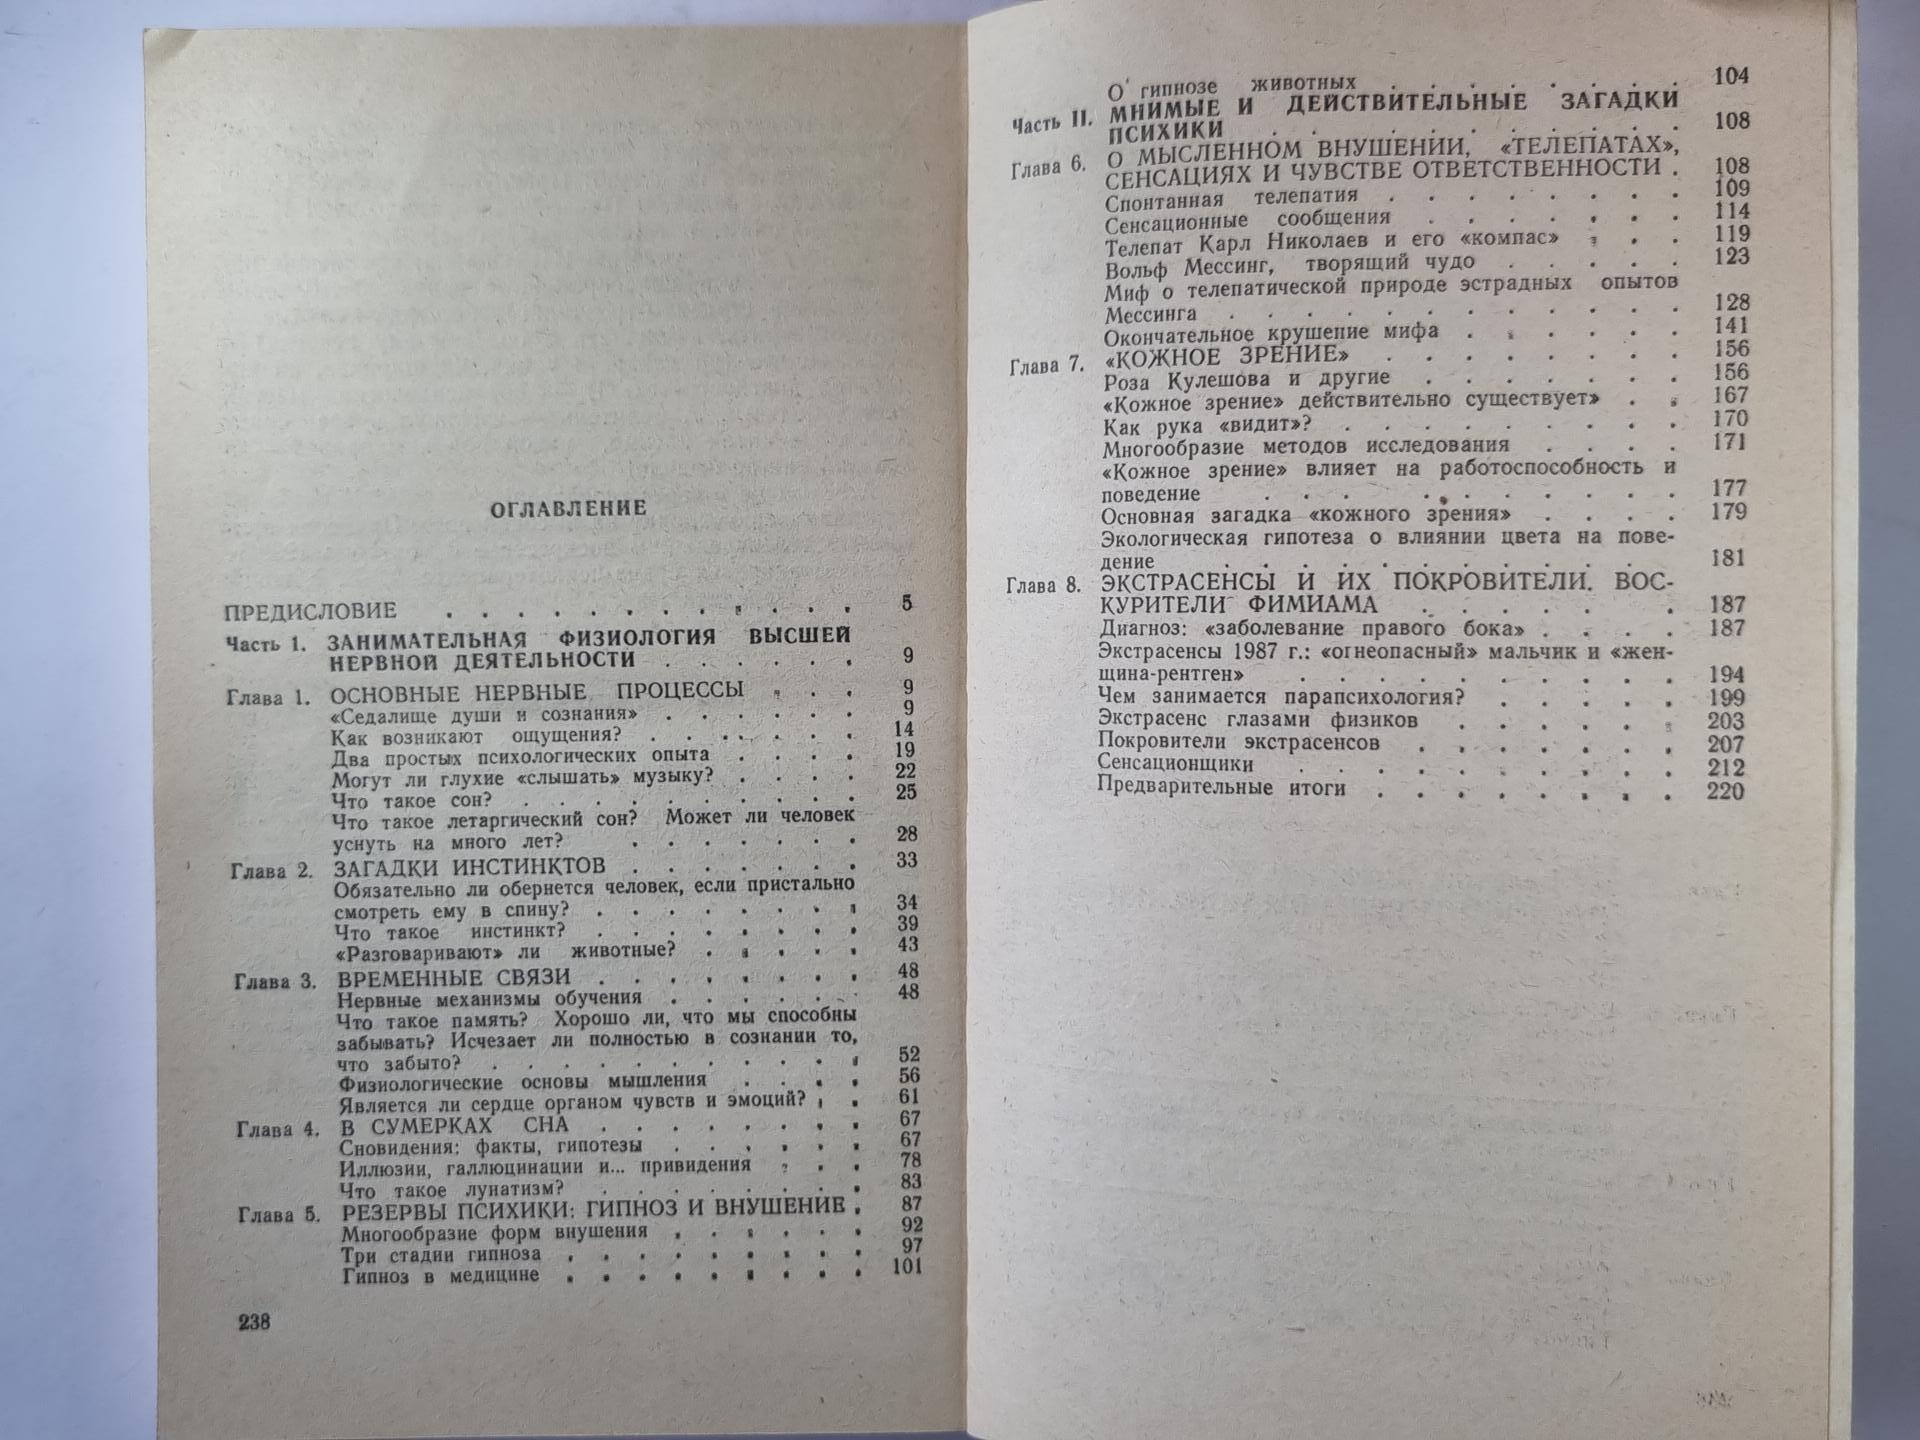 ОГЛАВЛЕНИЕ
ПРЕДИСЛОВИЕ . . . . . . . . . . . . 5
Часть 1. ЗАНИМАТЕЛЬНАЯ ФИЗИОЛОГИЯ ВЫСШЕЙ
НЕРВНОЙ ДЕЯТЕЛЬНОСТИ . . . . . . 9
Глава 1. ОСНОВНЫЕ НЕРВНЫЕ ПРОЦЕССЫ . . . 9
«Седалище души и сознания» . . . . . . 9
Как возникают ощущения? . . . . . . . 14
Два простых психологических опыта . . . . 19
Могут ли глухие «слышать» музыку? . . . . 22
Что такое сон? . . . . . . . . . . 25
Что такое летаргический сон? Может ли человек
уснуть на много лет? . . . . . . . 28
Глава 2. ЗАГАДКИ ИНСТИНКТОВ . . . . . . . 33
Обязательно ли обернется человек, если пристально
смотреть ему в спину? . . . . . . . . 34
Что такое инстинкт? . . . . . . . . 39
«Разговаривают» ли животные? . . . . . 43
Глава 3. ВРЕМЕННЫЕ СВЯЗИ . . . . . . . . 48
Нервные механизмы обучения . . . . . . 48
Что такое память? Хорошо ли, что мы способны
забывать? Исчезает ли полностью в сознании то,
что забыто? . . . . . . . . . . . 52
Физиологические основы мышления . . . . 56
Является ли сердце органом чувств и эмоций? . . 61
Глава 4. В СУМЕРКАХ СНА . . . . . . . . 67
Сновидения: факты, гипотезы . . . . . . 67
Иллюзии, галлюцинации и... привидения . . . 78
Что такое лунатизм? . . . . . . . . 83
Глава 5. РЕЗЕРВЫ ПСИХИКИ: ГИПНОЗ И ВНУШЕНИЕ . 87
Многообразие форм внушения . . . . . . 92
Три стадии гипноза . . . . . . . . . 97
Гипноз в медицине . . . . . . . . . 101
238
О гипнозе животных . . . . . . . . 104
Часть II. МНИМЫЕ И ДЕЙСТВИТЕЛЬНЫЕ ЗАГАДКИ
ПСИХИКИ . . . . . . . . . . . 108
Глава 6. О МЫСЛЕННОМ ВНУШЕНИИ, «ТЕЛЕПАТАХ»,
СЕНСАЦИЯХ И ЧУВСТВЕ ОТВЕТСТВЕННОСТИ . 108
Спонтанная телепатия . . . . . . . . 109
Сенсационные сообщения . . . . . . . 114
Телепат Карл Николаев и его «компас» . . . 119
Вольф Мессинг, творящий чудо . . . . . 123
Миф о телепатической природе эстрадных опытов
Мессинга . . . . . . . . . . . . 128
Окончательное крушение мифа . . . . . . 141
Глава 7. «КОЖНОЕ ЗРЕНИЕ» . . . . . . . . 156
Роза Кулешова и другие . . . . . . . 156
«Кожное зрение» действительно существует» . . 167
Как рука «видит»? . . . . . . . . . 170
Многообразие методов исследования . . . . 171
«Кожное зрение» влияет на работоспособность и
поведение . . . . . . . . . . . 177
Основная загадка «кожного зрения» . . . . 179
Экологическая гипотеза о влиянии цвета на пове-
дение . . . . . . . . . . . 181
Глава 8. ЭКСТРАСЕНСЫ И ИХ ПОКРОВИТЕЛИ. ВОС-
КУРИТЕЛИ ФИМИАМА . . . . . . 187
Диагноз: «заболевание правого бока» . . . . 187
Экстрасенсы 1987 г.: «огнеопасный» мальчик и «жен-
щина-рентген» . . . . . . . . . . 194
Чем занимается парапсихология? . . . . . 199
Экстрасенс глазами физиков . . . . . . 203
Покровители экстрасенсов . . . . . . . 207
Сенсационщики . . . . . . . . . . 212
Предварительные итоги . . . . . . . . 220